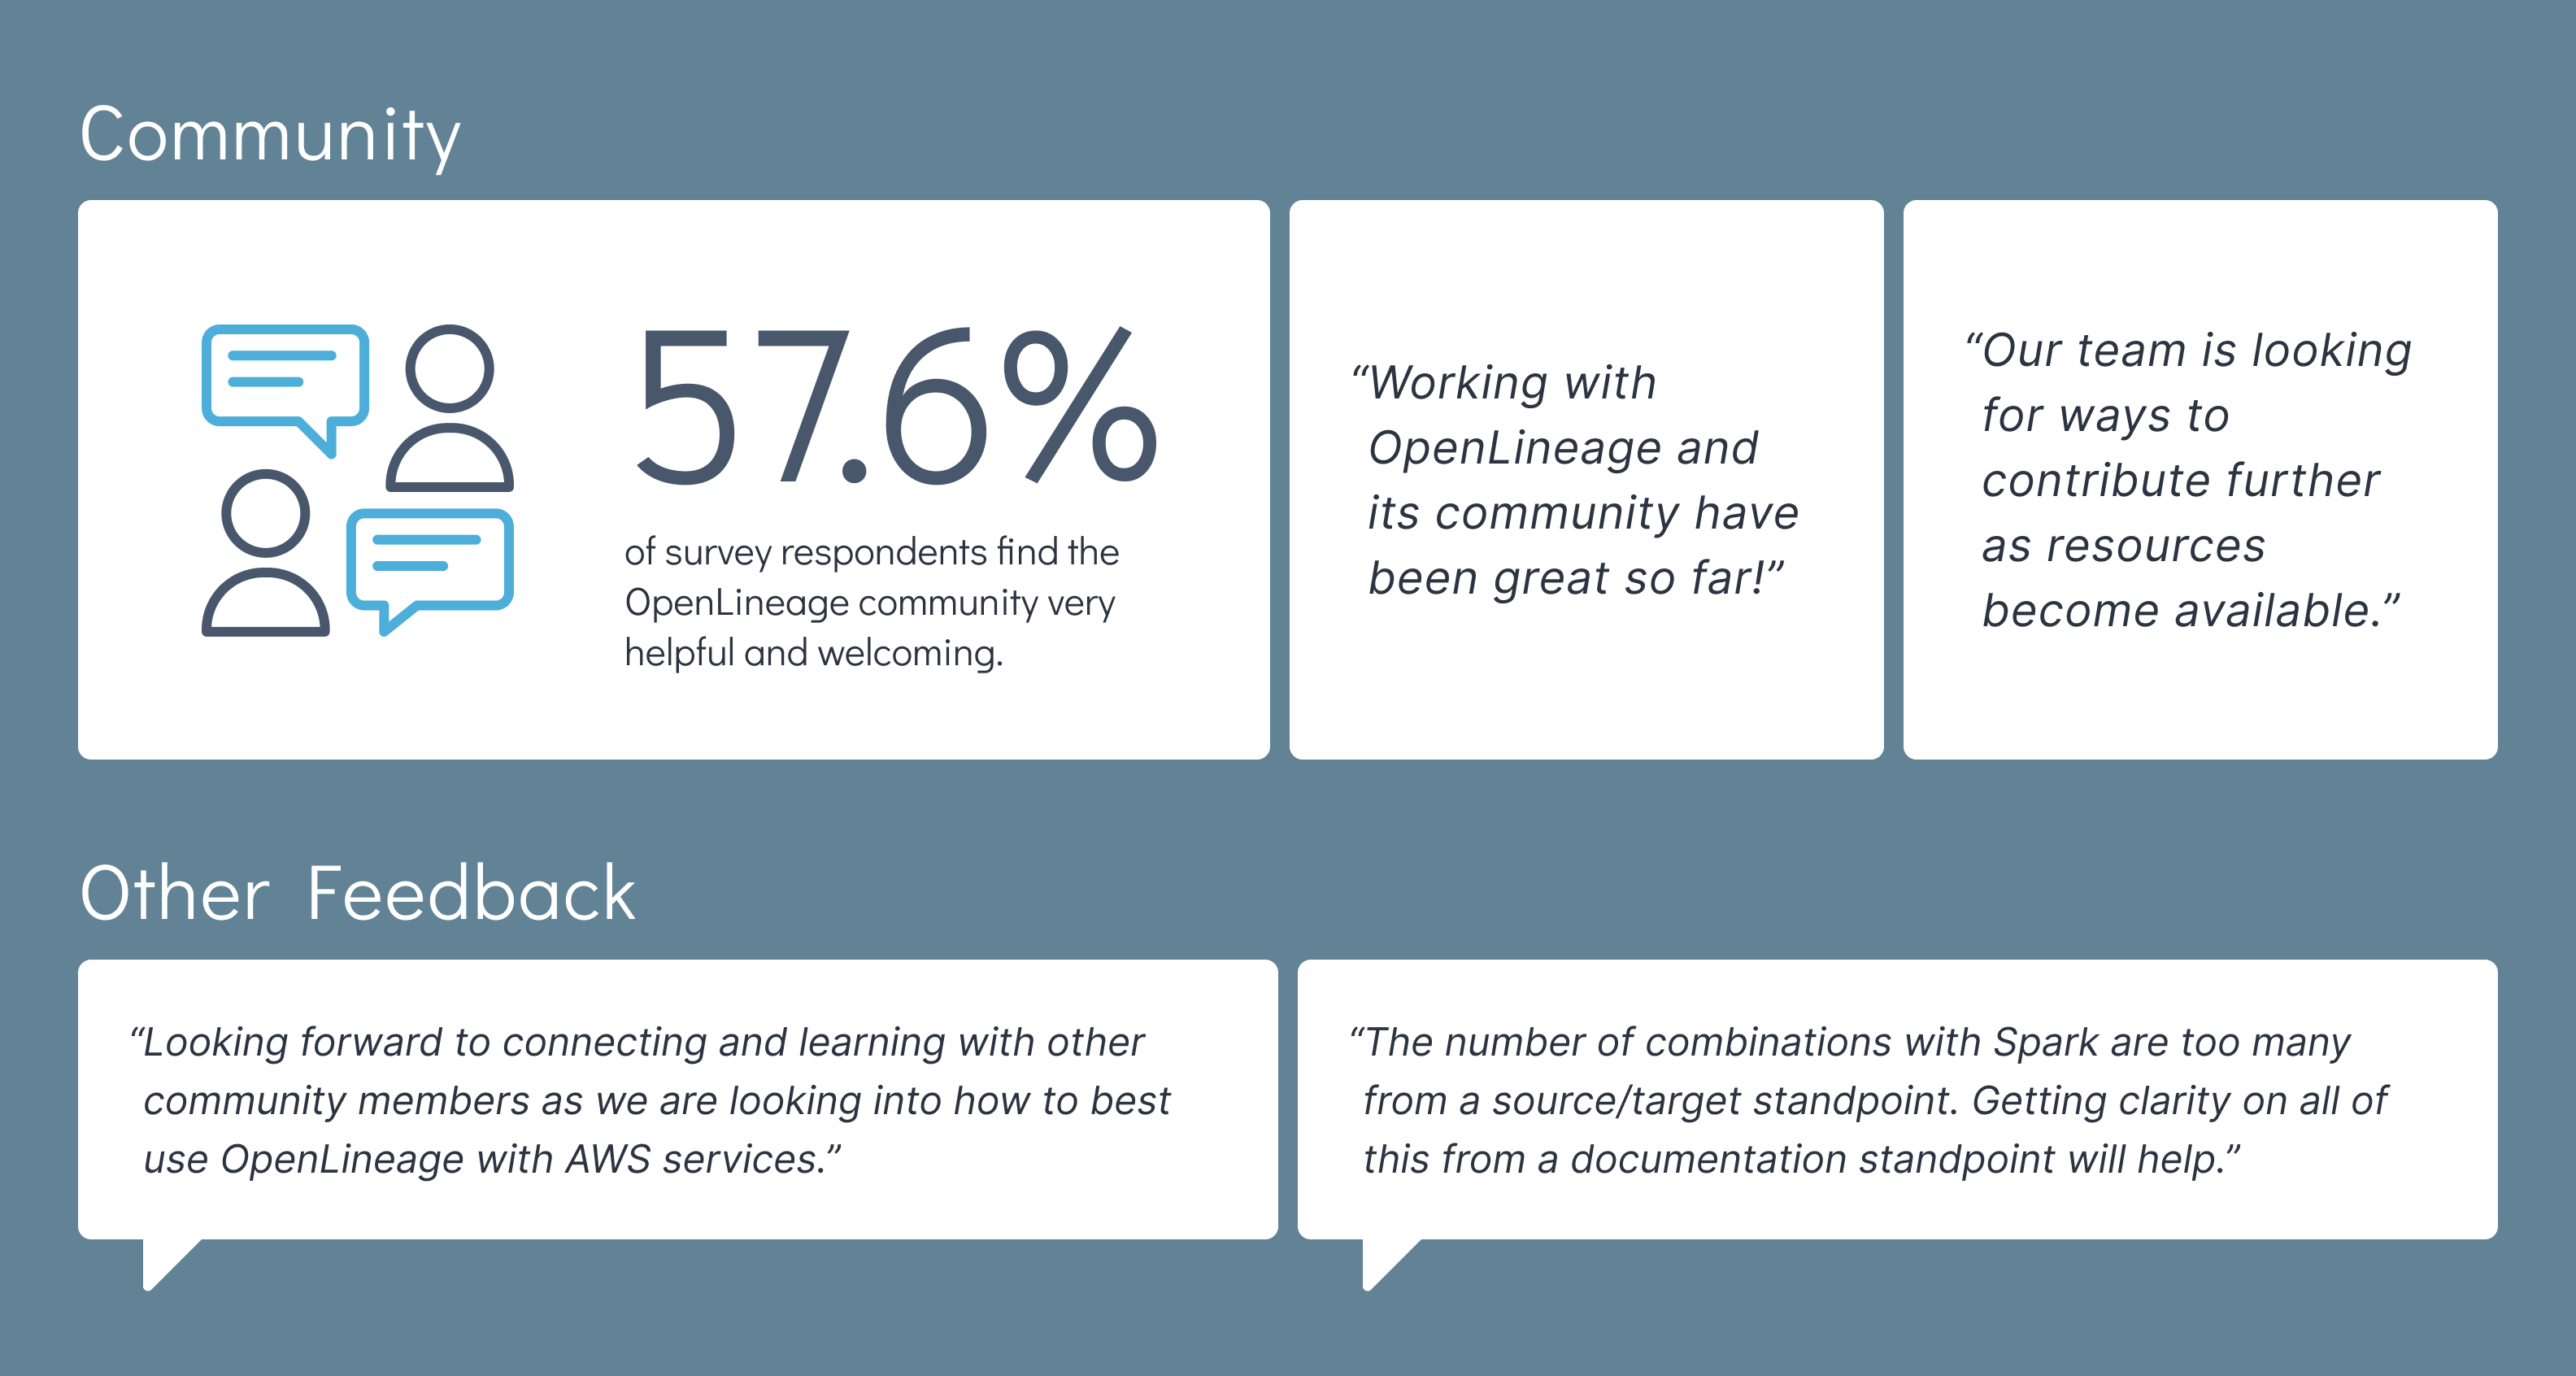 Community
57.6%
of survey respondents find the
OpenLineage community very
helpful and welcoming.
“Working with
OpenLineage and
its community have
been great so far!”
“Our team is looking
for ways to
contribute further
as resources
become available.”
Other Feedback
“Looking forward to connecting and learning with other
community members as we are looking into how to best
use OpenLineage with AWS services.”
“The number of combinations with Spark are too many
from a source/target standpoint. Getting clarity on all of
this from a documentation standpoint will help.”